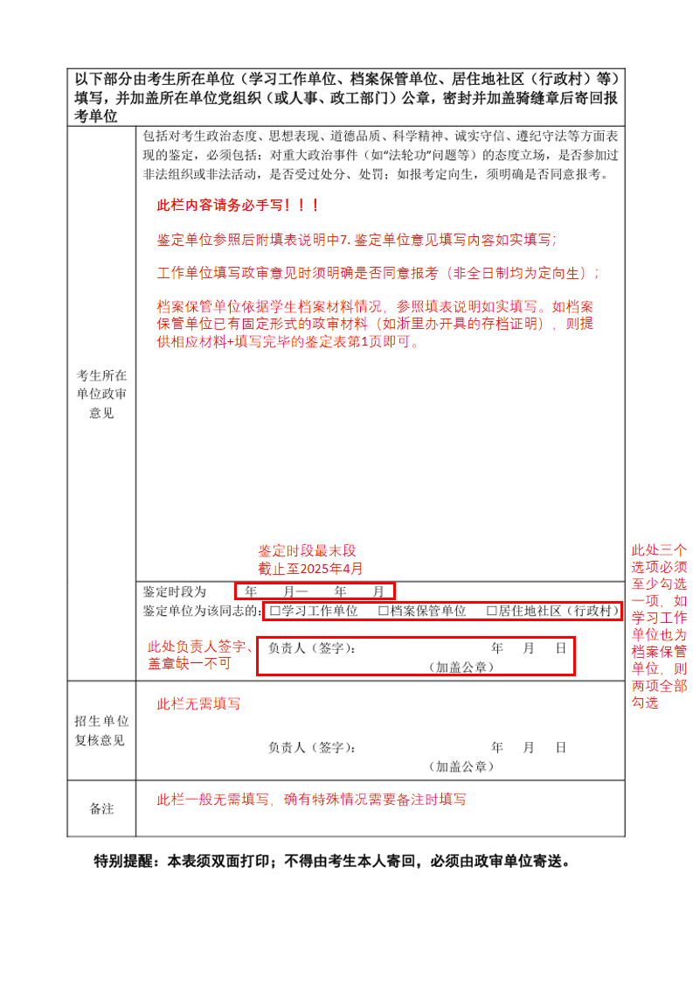 以下部分由考生所在单位（学习工作单位、档案保管单位、居住地社区（行政村）等）
填写，并加盖所在单位党组织（或人事、政工部门）公章，密封并加盖骑缝章后寄回报
考单位
包括对考生政治态度、思想表现、道德品质、科学精神、诚实守信、遵纪守法等方面表
现的鉴定，必须包括：对重大政治事件（如“法轮功”问题等）的态度立场，是否参加过
非法组织或非法活动，是否受过处分、处罚；如报考定向生，须明确是否同意报考。
此栏内容请务必手写！！！
鉴定单位参照后附填表说明中7. 鉴定单位意见填写内容如实填写；
工作单位填写政审意见时须明确是否同意报考（非全日制均为定向生）；
档案保管单位依据学生档案材料情况，参照填表说明如实填写。如档案
保管单位已有固定形式的政审材料（如浙里办开具的存档证明），则提
供相应材料+填写完毕的鉴定表第1页即可。
考生所在
单位政审
意见
鉴定时段最末段
截止至2025年4月
鉴定时段为 年 月— 年 月
鉴定单位为该同志的：□学习工作单位 □档案保管单位 □居住地社区（行政村）
此处三个
选项必须
至少勾选
一项，如
学习工作
单位也为
档案保管
单位，则
两项全部
勾选
此处负责人签字、
盖章缺一不可
负责人（签字）： 年 月 日
（加盖公章）
招生单位
复核意见
此栏无需填写
负责人（签字）： 年 月 日
（加盖公章）
备注
此栏一般无需填写，确有特殊情况需要备注时填写
特别提醒：本表须双面打印；不得由考生本人寄回，必须由政审单位寄送。